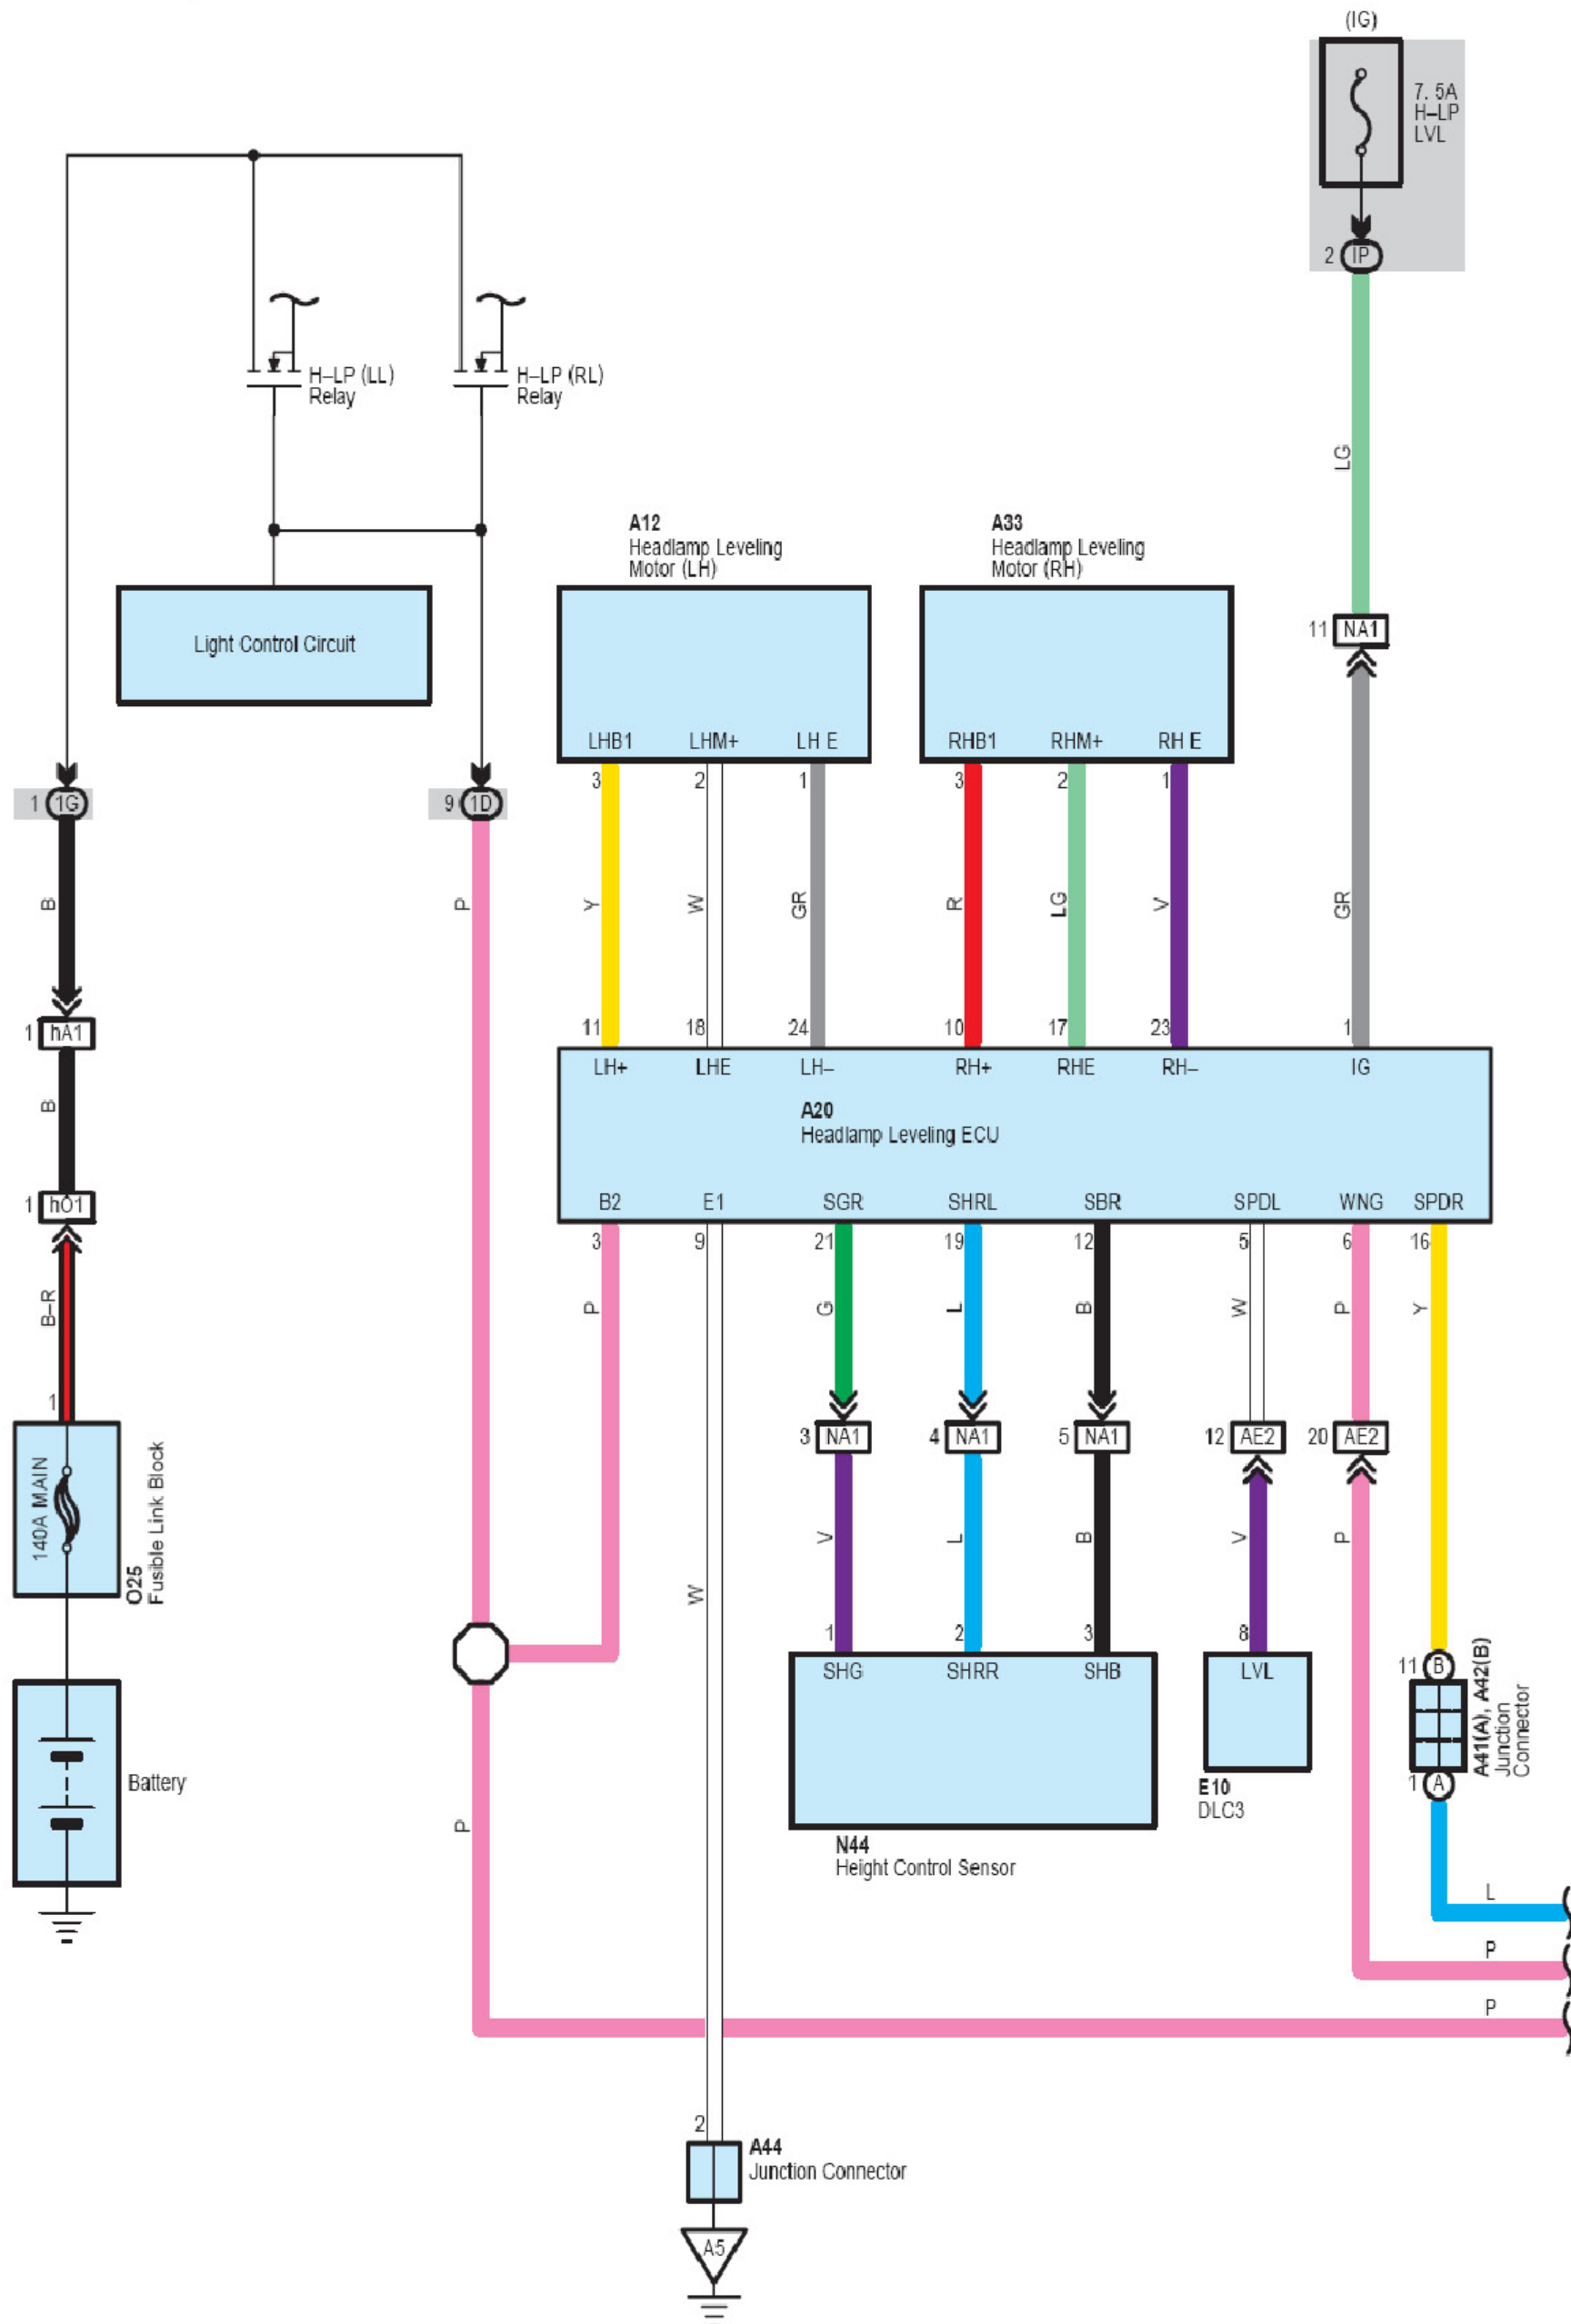 (IG)
7. 5A
H–LP
LVL
2 IP
H–LP (LL)
Relay
H–LP (RL)
Relay
LG
A12
Headlamp Leveling
Motor (LH)
A33
Headlamp Leveling
Motor (RH)
Light Control Circuit
11 NA1
LHB1 LHM+ LH E
RHB1 RHM+ RH E
3 2 1
3 2 1
1 1G
9 1D
B
P
Y
W
GR
R
LG
V
GR
11 18 24 10 17 23 1
1 hA1
LH+ LHE LH– RH+ RHE RH– IG
B
A20
Headlamp Leveling ECU
1 hO1
B2 E1 SGR SHRL SBR SPDL WNG SPDR
3 9 21 19 12 5 6 16
B–R
P
G
L
B
W
P
Y
1
3 NA1
4 NA1
5 NA1
12 AE2
20 AE2
140A MAIN
O25
Fusible Link Block
V
L
B
V
P
W
1 2 3 8
SHG SHRR SHB
LVL
11 B
A41(A), A42(B)
Junction
Connector
1 A
Battery
E10
DLC3
P
N44
Height Control Sensor
L
P
P
2
A44
Junction Connector
A5